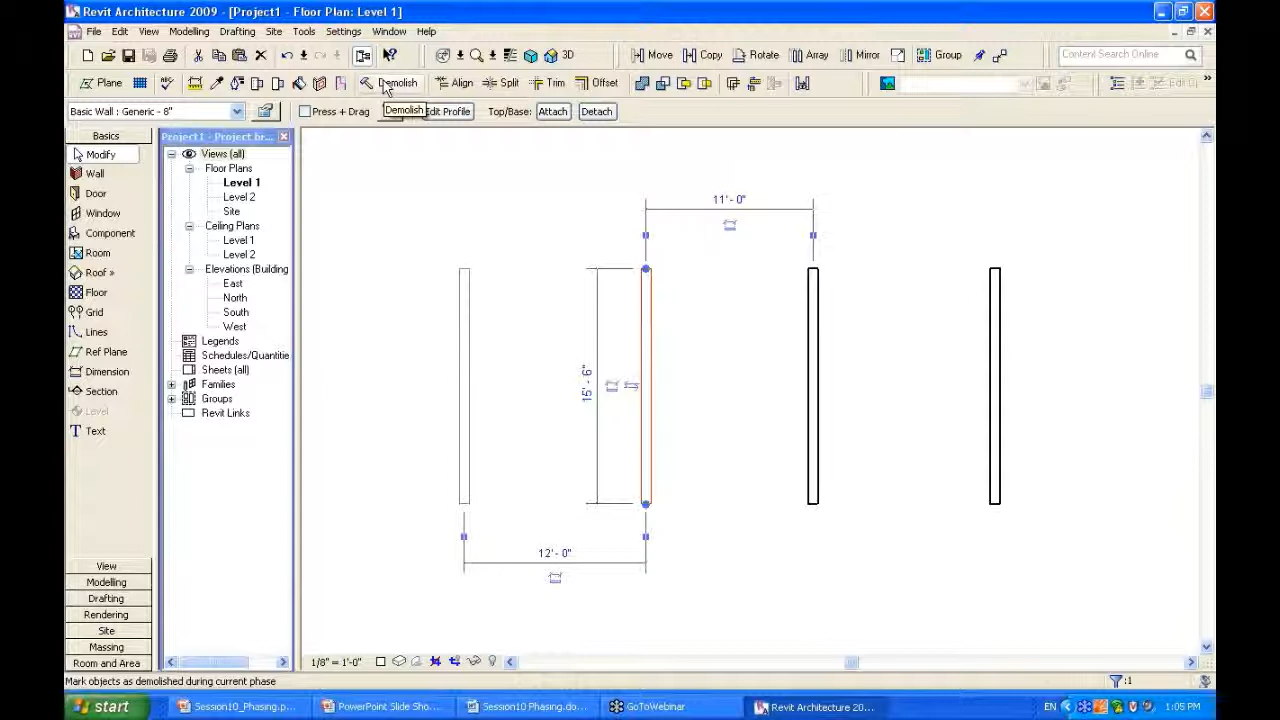 Revit Architecture 2009 - [Project1 - Floor Plan: Level 1]
File Edit View Modelling Drafting Site Tools Settings Window Help
3D Move Copy Rotate Array Mirror Group Content Search Online
Plane Demolish Align Split Trim Offset Edit 0
Basic Wall : Generic - 8" Press + Drag Edit Profile Top/Base: Attach Detach
Demolish
Basics
Modify
Wall
Door
Window
Component
Room
Roof »
Floor
Grid
Lines
Ref Plane
Dimension
Section
Level
Text
View
Modelling
Drafting
Rendering
Site
Massing
Room and Area
Project1 - Project br...
Views (all)
Floor Plans
Level 1
Level 2
Site
Ceiling Plans
Level 1
Level 2
Elevations (Building
East
North
South
West
Legends
Schedules/Quantitie
Sheets (all)
Families
Groups
Revit Links
11' - 0"
15' - 6"
12' - 0"
1/8" = 1'-0"
Mark objects as demolished during current phase
:1
start Session10_Phasing.p... PowerPoint Slide Sho... Session10 Phasing.do... GoToWebinar Revit Architecture 20... EN 1:05 PM